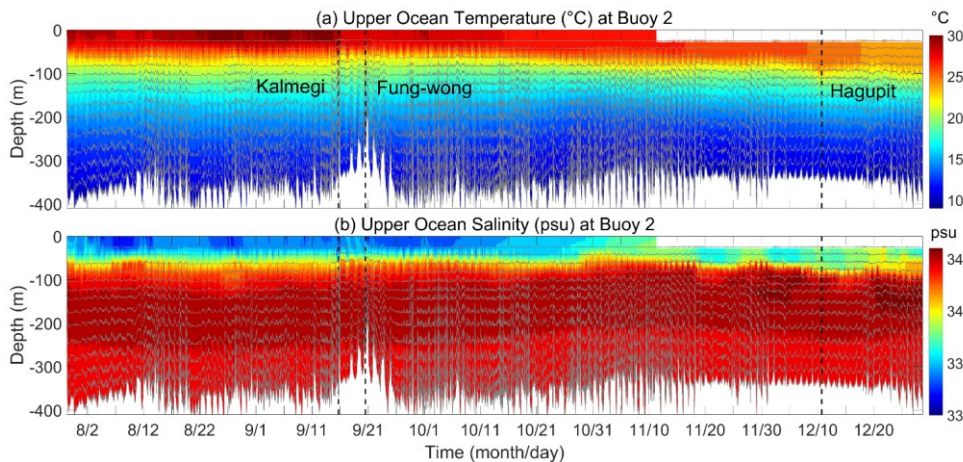 (a) Upper Ocean Temperature (°C) at Buoy 2
°C
0
-100
-200
-300
-400
Depth (m)
Kalmegi
Fung-wong
Hagupit
30
25
20
15
10
(b) Upper Ocean Salinity (psu) at Buoy 2
psu
0
-100
-200
-300
-400
Depth (m)
34
34
33
33
8/2 8/12 8/22 9/1 9/11 9/21 10/1 10/11 10/21 10/31 11/10 11/20 11/30 12/10 12/20
Time (month/day)